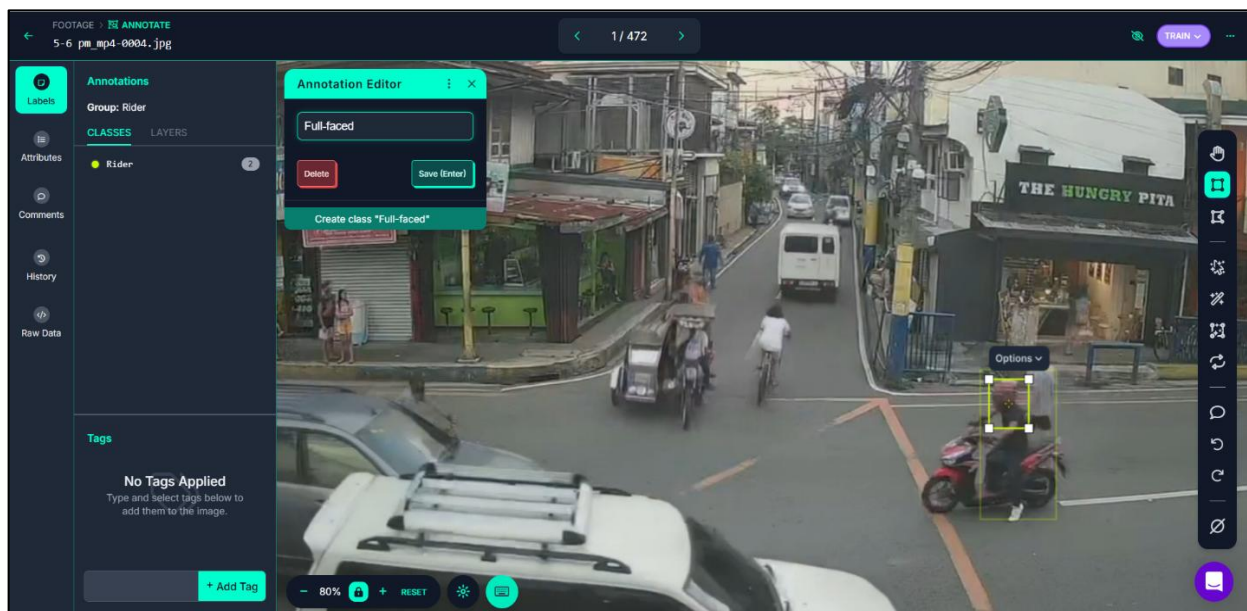 FOOTAGE > ANNOTATE
5-6 pm_mp4-0004.jpg
1 / 472
TRAIN
Labels
Attributes
Comments
History
Raw Data
Annotations
Group: Rider
CLASSES LAYERS
Rider 2
Tags
No Tags Applied
Type and select tags below to
add them to the image.
+ Add Tag
Annotation Editor
Full-faced
Delete Save (Enter)
Create class "Full-faced"
THE HUNGRY PITA
Options
- 80% + RESET